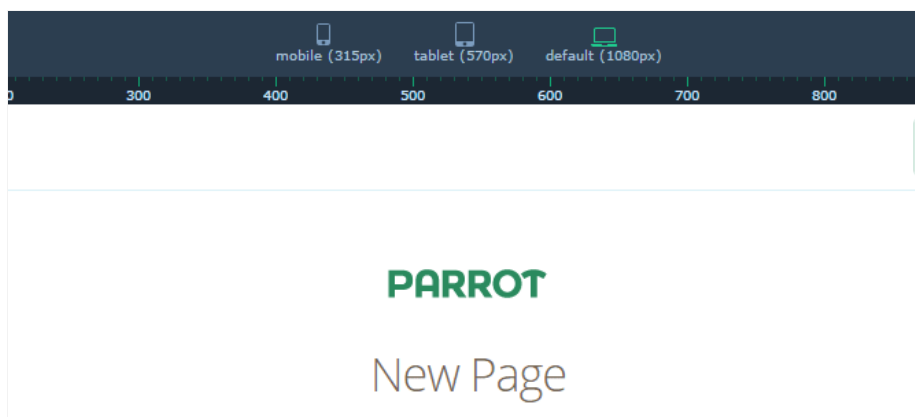 mobile (315px) tablet (570px) default (1080px)
300 400 500 600 700 800
PARROT
New Page